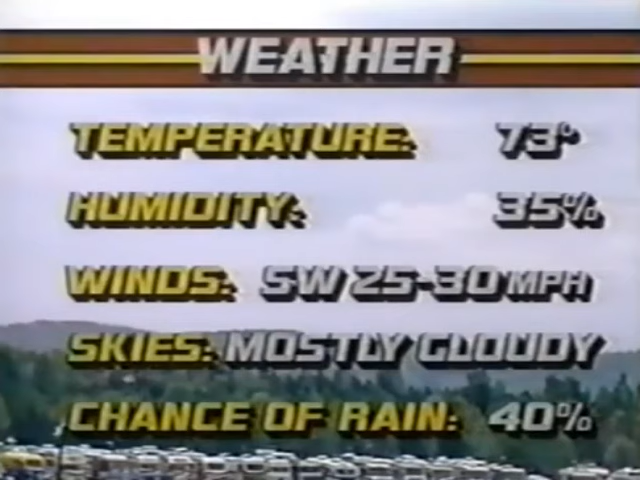 WEATHER
TEMPERATURE: 73°
HUMIDITY: 35%
WINDS: SW 25-30 MPH
SKIES: MOSTLY CLOUDY
CHANCE OF RAIN: 40%